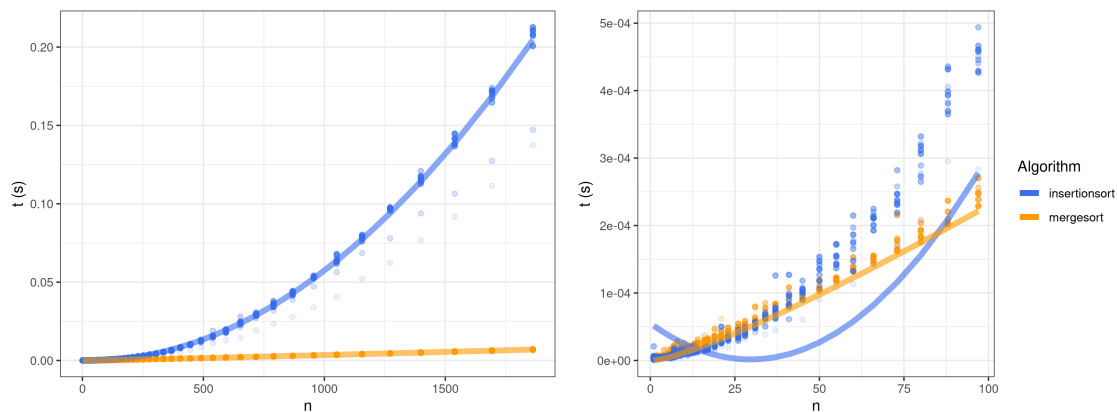 t (s)
0.20
0.15
0.10
0.05
0.00
0
500
1000
1500
n
t (s)
5e-04
4e-04
3e-04
2e-04
1e-04
0e+00
0
25
50
75
100
n
Algorithm
insertionsort
mergesort